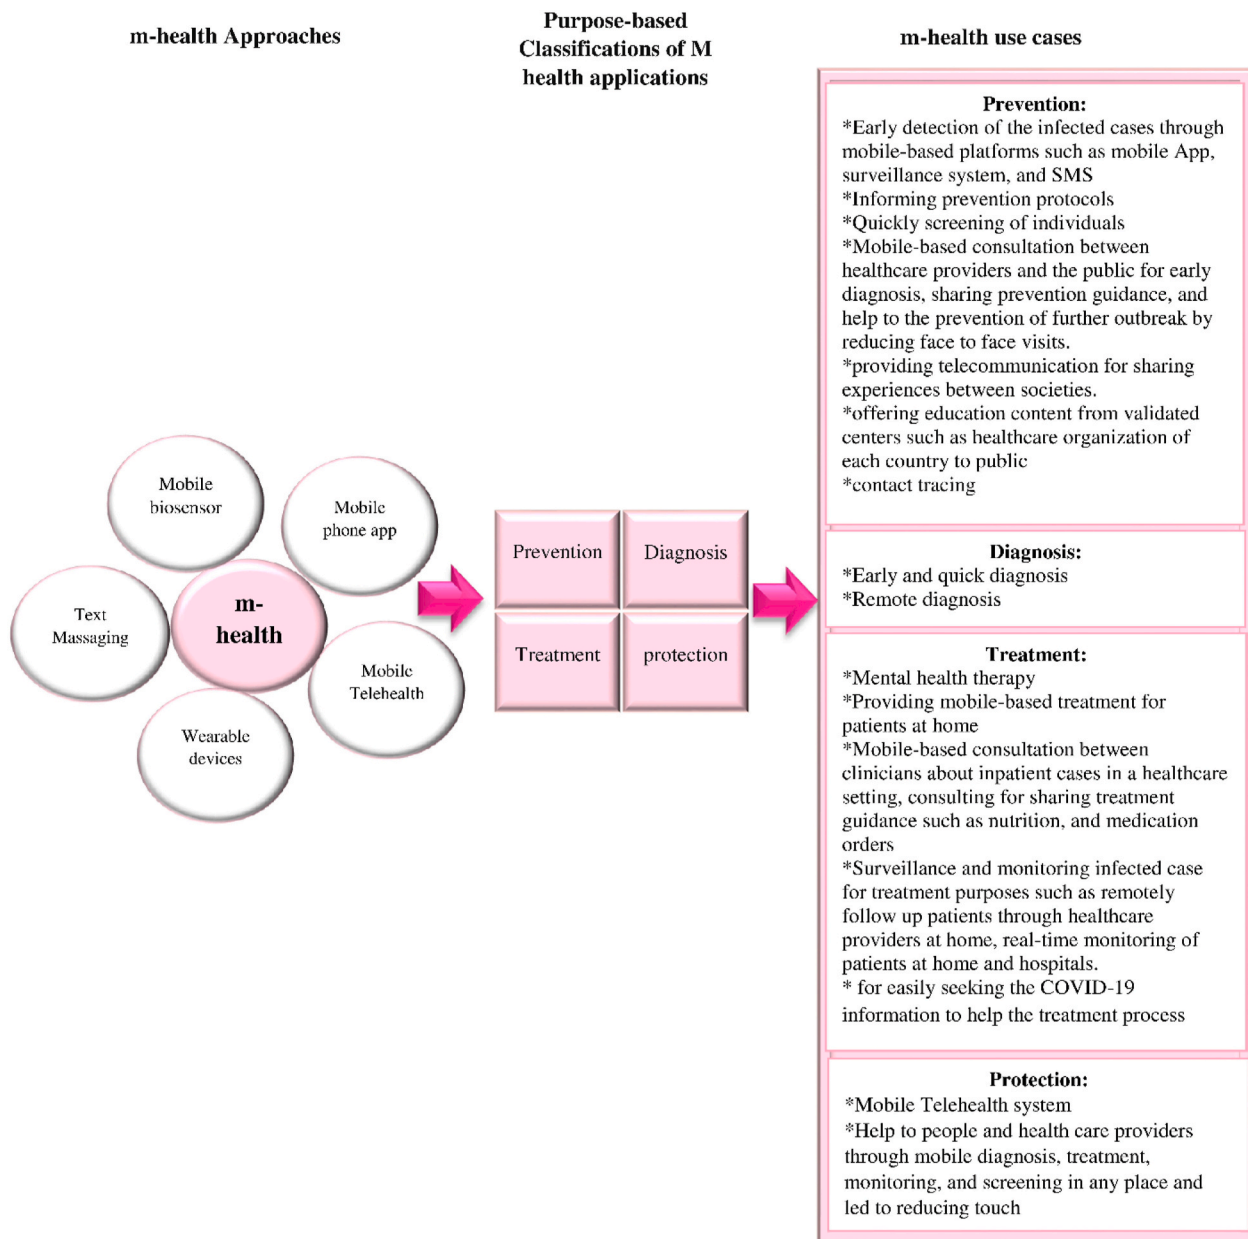 m-health Approaches
Purpose-based
Classifications of M
health applications
m-health use cases
Mobile
biosensor
Mobile
phone app
Text
Massaging
m-
health
Mobile
Telehealth
Wearable
devices
Prevention
Diagnosis
Treatment
protection
Prevention:
*Early detection of the infected cases through
mobile-based platforms such as mobile App,
surveillance system, and SMS
*Informing prevention protocols
*Quickly screening of individuals
*Mobile-based consultation between
healthcare providers and the public for early
diagnosis, sharing prevention guidance, and
help to the prevention of further outbreak by
reducing face to face visits.
*providing telecommunication for sharing
experiences between societies.
*offering education content from validated
centers such as healthcare organization of
each country to public
*contact tracing
Diagnosis:
*Early and quick diagnosis
*Remote diagnosis
Treatment:
*Mental health therapy
*Providing mobile-based treatment for
patients at home
*Mobile-based consultation between
clinicians about inpatient cases in a healthcare
setting, consulting for sharing treatment
guidance such as nutrition, and medication
orders
*Surveillance and monitoring infected case
for treatment purposes such as remotely
follow up patients through healthcare
providers at home, real-time monitoring of
patients at home and hospitals.
* for easily seeking the COVID-19
information to help the treatment process
Protection:
*Mobile Telehealth system
*Help to people and health care providers
through mobile diagnosis, treatment,
monitoring, and screening in any place and
led to reducing touch